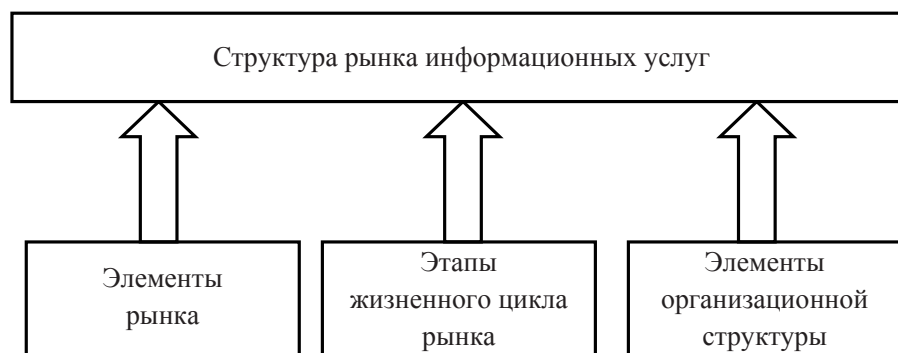 Структура рынка информационных услуг
Элементы
рынка
Этапы
жизненного цикла
рынка
Элементы
организационной
структуры